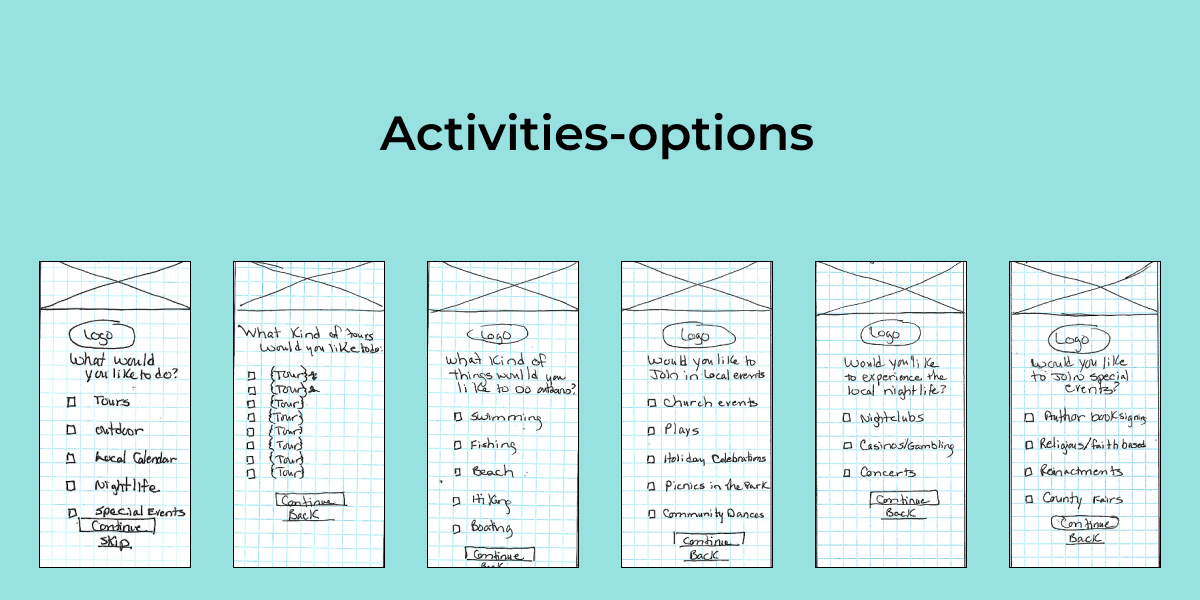 Activities-options
Logo
What would
you like to do?
Tours
outdoor
Local Calendar
Nightlife
Special Events
Continue
Skip
What Kind of Tours
Would you like todo:
{Tour}
{Tour}
{Tour}
{Tour}
{Tour}
{Tour}
{Tour}
{Tour}
Continue
Back
Logo
What Kind of
things would you
like to Do outdoors?
Swimming
Fishing
Beach
Hiking
Boating
Continue
Back
Logo
Would you like to
Join in Local events
Church events
Plays
Holiday Celebrations
Picnics in the Park
Community Dances
Continue
Back
Logo
Would you like
to experience the
local night life?
Nightclubs
Casinos/Gambling
Concerts
Continue
Back
Logo
Would you like
to Join special
events?
Author book signing
Religious/faith based
Reinactments
County Fairs
Continue
Back